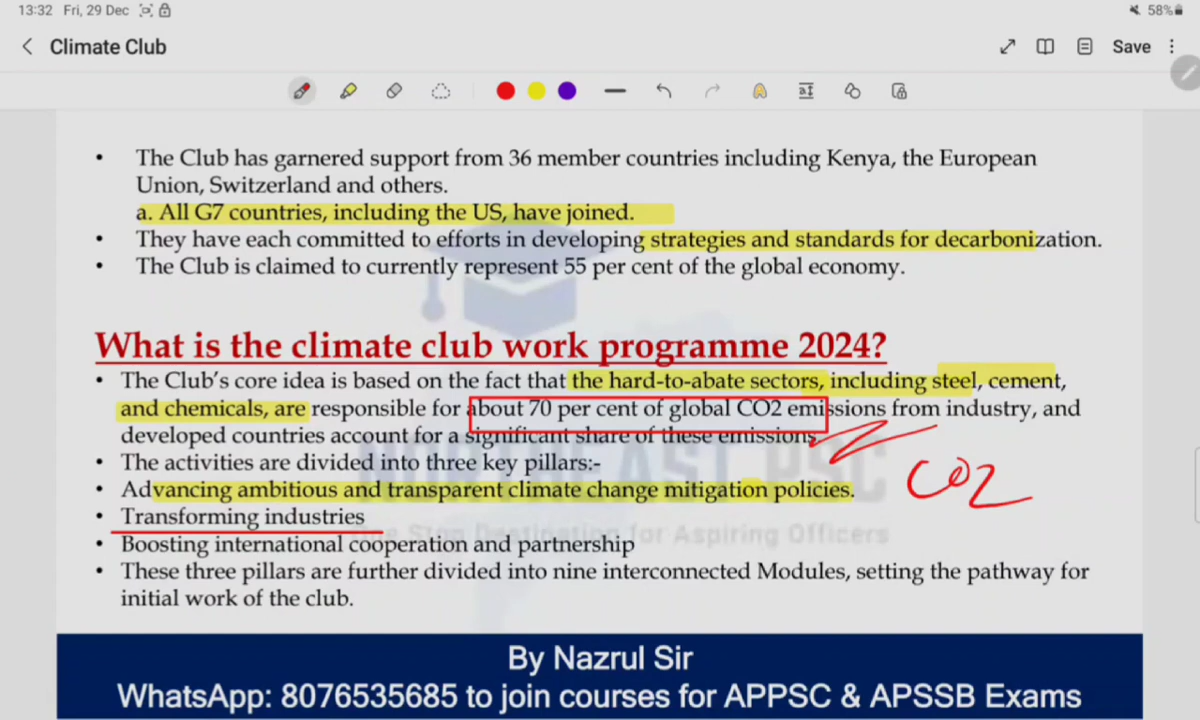 13:32 Fri, 29 Dec 58%
Climate Club Save
• The Club has garnered support from 36 member countries including Kenya, the European
Union, Switzerland and others.
a. All G7 countries, including the US, have joined.
• They have each committed to efforts in developing strategies and standards for decarbonization.
• The Club is claimed to currently represent 55 per cent of the global economy.
What is the climate club work programme 2024?
• The Club's core idea is based on the fact that the hard-to-abate sectors, including steel, cement,
and chemicals, are responsible for about 70 per cent of global CO2 emissions from industry, and
developed countries account for a significant share of these emissions.
CO2
• The activities are divided into three key pillars:-
• Advancing ambitious and transparent climate change mitigation policies.
NORTHEAST PSC
• Transforming industries
One Stop Destination for Aspiring Officers
• Boosting international cooperation and partnership
• These three pillars are further divided into nine interconnected Modules, setting the pathway for
initial work of the club.
By Nazrul Sir
WhatsApp: 8076535685 to join courses for APPSC & APSSB Exams